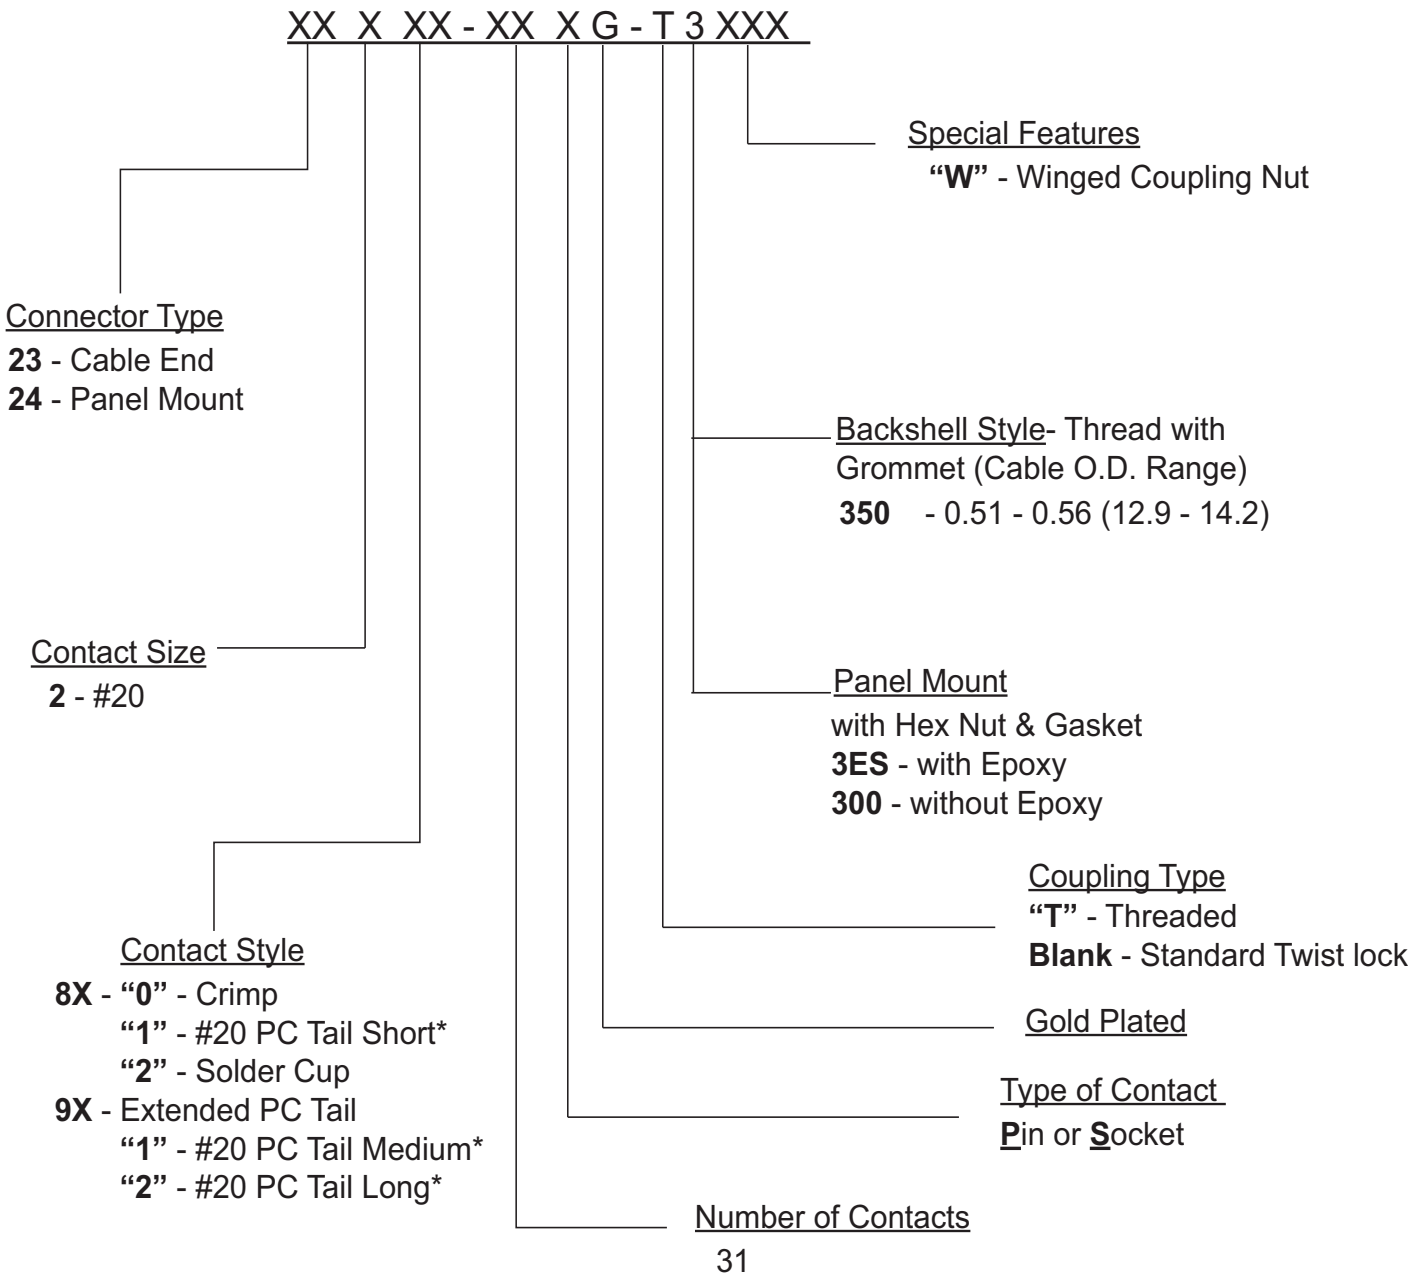 XX X XX - XX X G - T 3 XXX
Special Features
“W” - Winged Coupling Nut
Connector Type
23 - Cable End
24 - Panel Mount
Backshell Style- Thread with
Grommet (Cable O.D. Range)
350 - 0.51 - 0.56 (12.9 - 14.2)
Contact Size
2 - #20
Panel Mount
with Hex Nut & Gasket
3ES - with Epoxy
300 - without Epoxy
Coupling Type
“T” - Threaded
Blank - Standard Twist lock
Contact Style
8X - “0” - Crimp
“1” - #20 PC Tail Short*
“2” - Solder Cup
9X - Extended PC Tail
“1” - #20 PC Tail Medium*
“2” - #20 PC Tail Long*
Gold Plated
Type of Contact
Pin or Socket
Number of Contacts
31